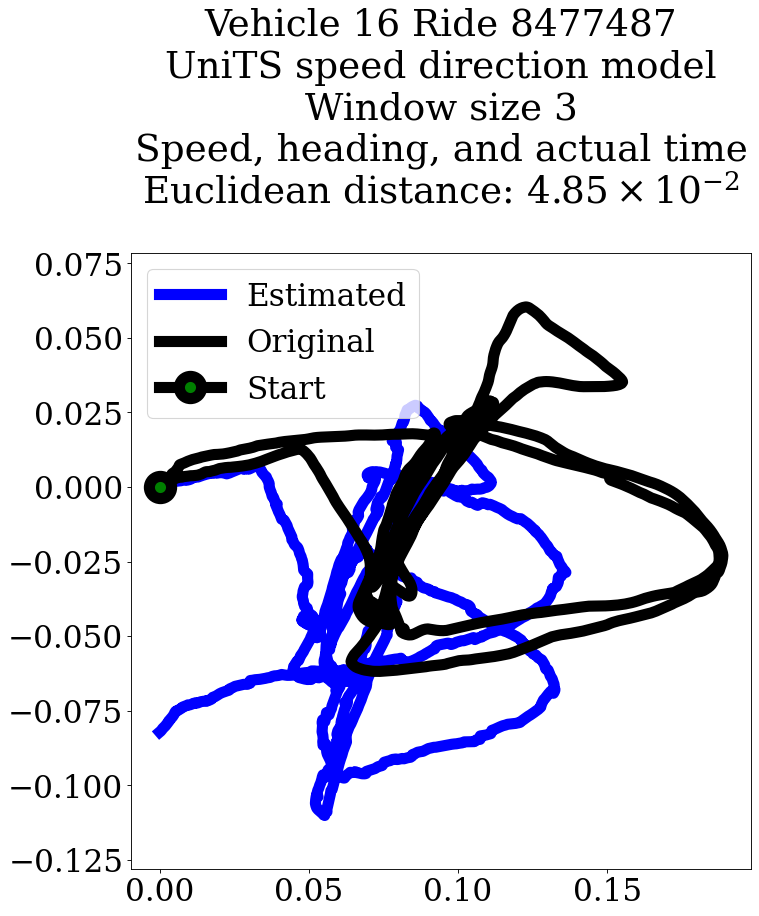 Vehicle 16 Ride 8477487
UniTS speed direction model
Window size 3
Speed, heading, and actual time
Euclidean distance: 4.85 × 10⁻²
0.075
Estimated
0.050
Original
Start
0.025
0.000
−0.025
−0.050
−0.075
−0.100
−0.125
0.00 0.05 0.10 0.15